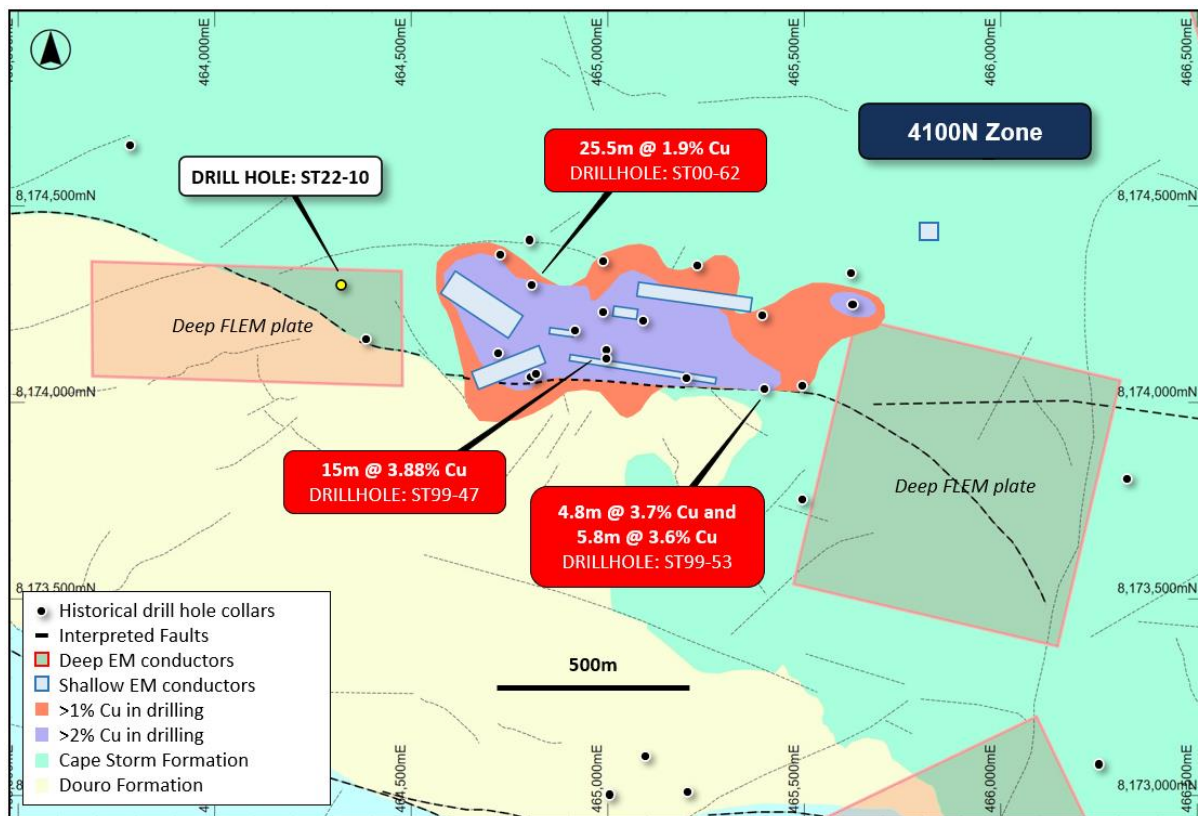 464,000mE
464,500mE
465,000mE
465,500mE
466,000mE
466,500mE
4100N Zone
25.5m @ 1.9% Cu
DRILLHOLE: ST00-62
DRILL HOLE: ST22-10
8,174,500mN
8,174,500mN
Deep FLEM plate
8,174,000mN
8,174,000mN
15m @ 3.88% Cu
DRILLHOLE: ST99-47
Deep FLEM plate
4.8m @ 3.7% Cu and
5.8m @ 3.6% Cu
DRILLHOLE: ST99-53
8,173,500mN
8,173,500mN
Historical drill hole collars
Interpreted Faults
Deep EM conductors
Shallow EM conductors
>1% Cu in drilling
>2% Cu in drilling
Cape Storm Formation
Douro Formation
500m
8,173,000mN
464,000mE
464,500mE
465,000mE
465,500mE
466,000mE
466,500mE